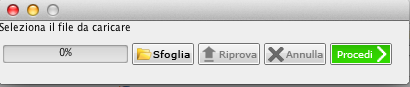 Seleziona il file da caricare
0% Sfoglia Riprova Annulla Procedi